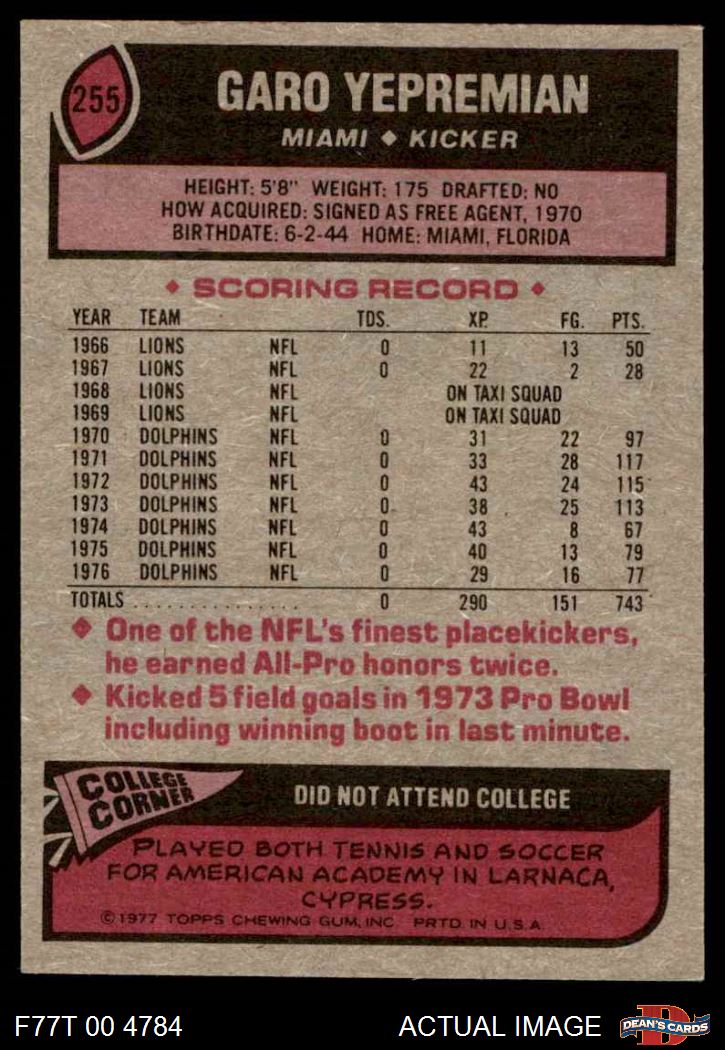 255
GARO YEPREMIAN
MIAMI ◆ KICKER
HEIGHT: 5'8" WEIGHT: 175 DRAFTED: NO
HOW ACQUIRED: SIGNED AS FREE AGENT, 1970
BIRTHDATE: 6-2-44 HOME: MIAMI, FLORIDA
◆ SCORING RECORD ◆
YEAR TEAM TDS. XP. FG. PTS.
1966 LIONS NFL 0 11 13 50
1967 LIONS NFL 0 22 2 28
1968 LIONS NFL ON TAXI SQUAD
1969 LIONS NFL ON TAXI SQUAD
1970 DOLPHINS NFL 0 31 22 97
1971 DOLPHINS NFL 0 33 28 117
1972 DOLPHINS NFL 0 43 24 115
1973 DOLPHINS NFL 0 38 25 113
1974 DOLPHINS NFL 0 43 8 67
1975 DOLPHINS NFL 0 40 13 79
1976 DOLPHINS NFL 0 29 16 77
TOTALS . . . . . . . . . . . . . . . . 0 290 151 743
◆ One of the NFL's finest placekickers,
he earned All-Pro honors twice.
◆ Kicked 5 field goals in 1973 Pro Bowl
including winning boot in last minute.
COLLEGE
CORNER
DID NOT ATTEND COLLEGE
PLAYED BOTH TENNIS AND SOCCER
FOR AMERICAN ACADEMY IN LARNACA,
CYPRESS.
©1977 TOPPS CHEWING GUM, INC PRTD IN U.S.A.
F77T 00 4784 ACTUAL IMAGE
D
DEAN'S CARDS